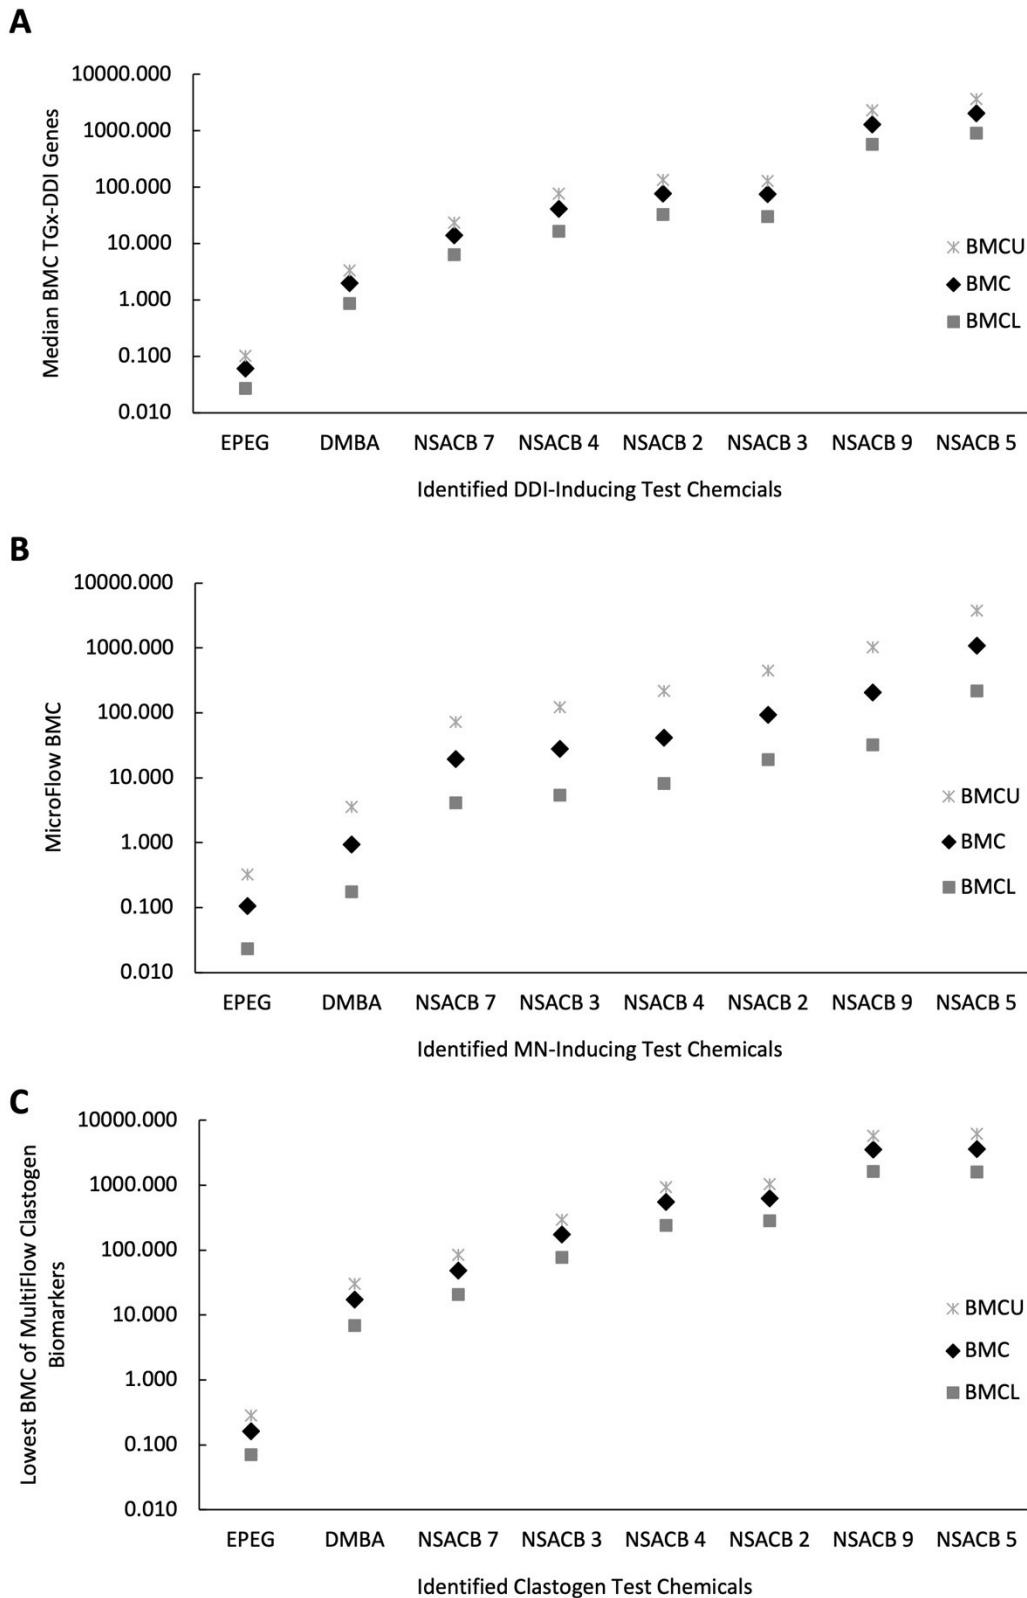 A
10000.000
1000.000
100.000
10.000
1.000
0.100
0.010
Median BMC TGx-DDI Genes
BMCU
BMC
BMCL
EPEG DMBA NSACB 7 NSACB 4 NSACB 2 NSACB 3 NSACB 9 NSACB 5
Identified DDI-Inducing Test Chemcials
B
10000.000
1000.000
100.000
10.000
1.000
0.100
0.010
MicroFlow BMC
BMCU
BMC
BMCL
EPEG DMBA NSACB 7 NSACB 3 NSACB 4 NSACB 2 NSACB 9 NSACB 5
Identified MN-Inducing Test Chemicals
C
10000.000
1000.000
100.000
10.000
1.000
0.100
0.010
Lowest BMC of MultiFlow Clastogen
Biomarkers
BMCU
BMC
BMCL
EPEG DMBA NSACB 7 NSACB 3 NSACB 4 NSACB 2 NSACB 9 NSACB 5
Identified Clastogen Test Chemicals